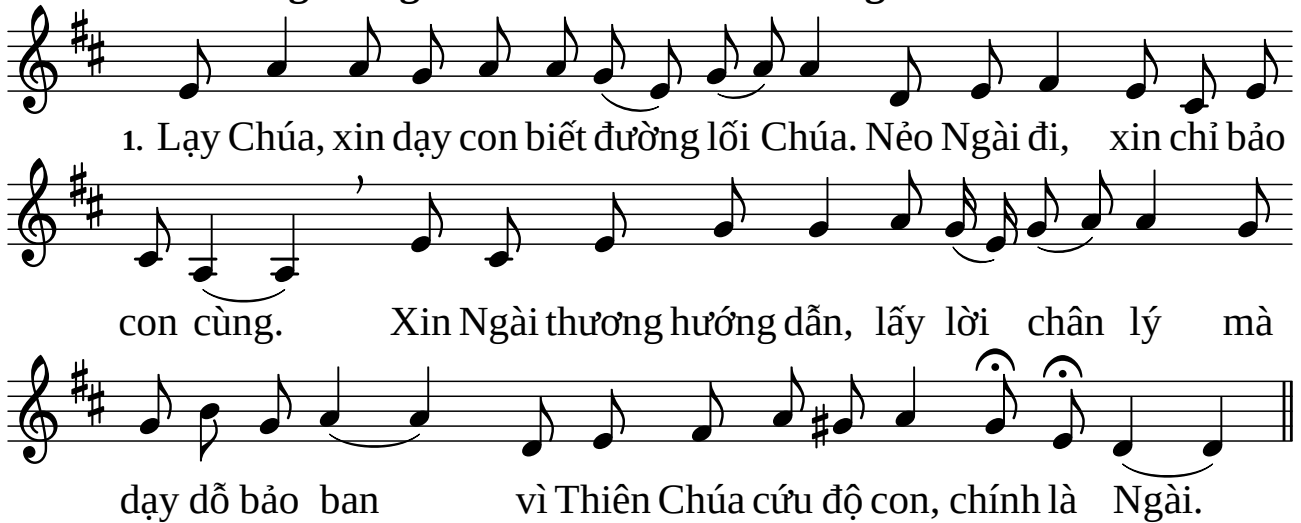 1. Lạy Chúa, xin dạy con biết đường lối Chúa. Nẻo Ngài đi, xin chỉ bảo
con cùng. Xin Ngài thương hướng dẫn, lấy lời chân lý mà
dạy dỗ bảo ban vì Thiên Chúa cứu độ con, chính là Ngài.